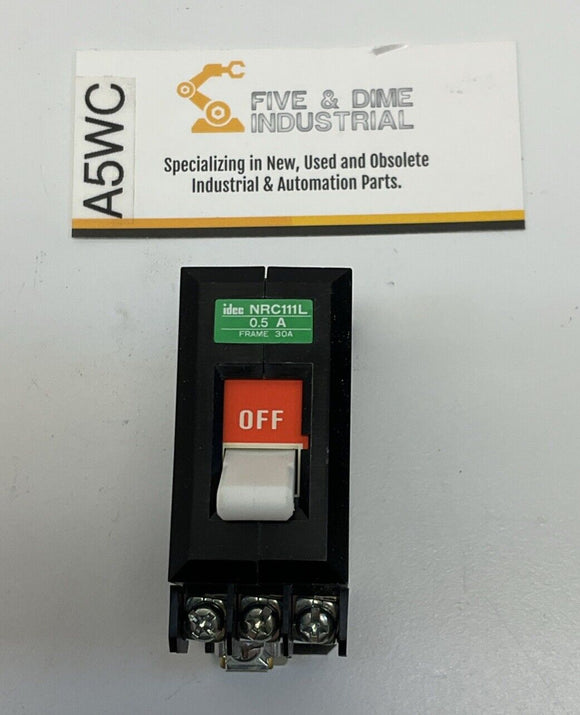 A5WC
FIVE & DIME
INDUSTRIAL
Specializing in New, Used and Obsolete
Industrial & Automation Parts.
idec NRC111L
0.5 A
FRAME 30A
OFF